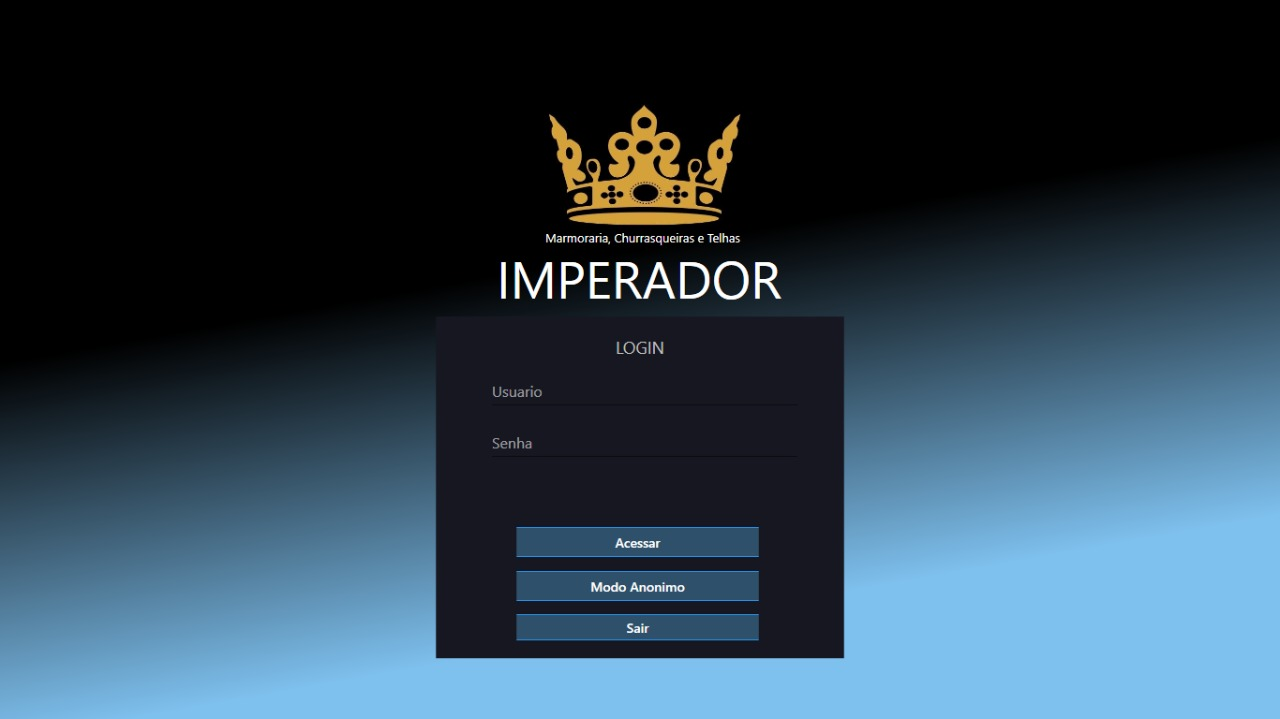 Marmoraria, Churrasqueiras e Telhas
IMPERADOR
LOGIN
Usuario
Senha
Acessar
Modo Anonimo
Sair